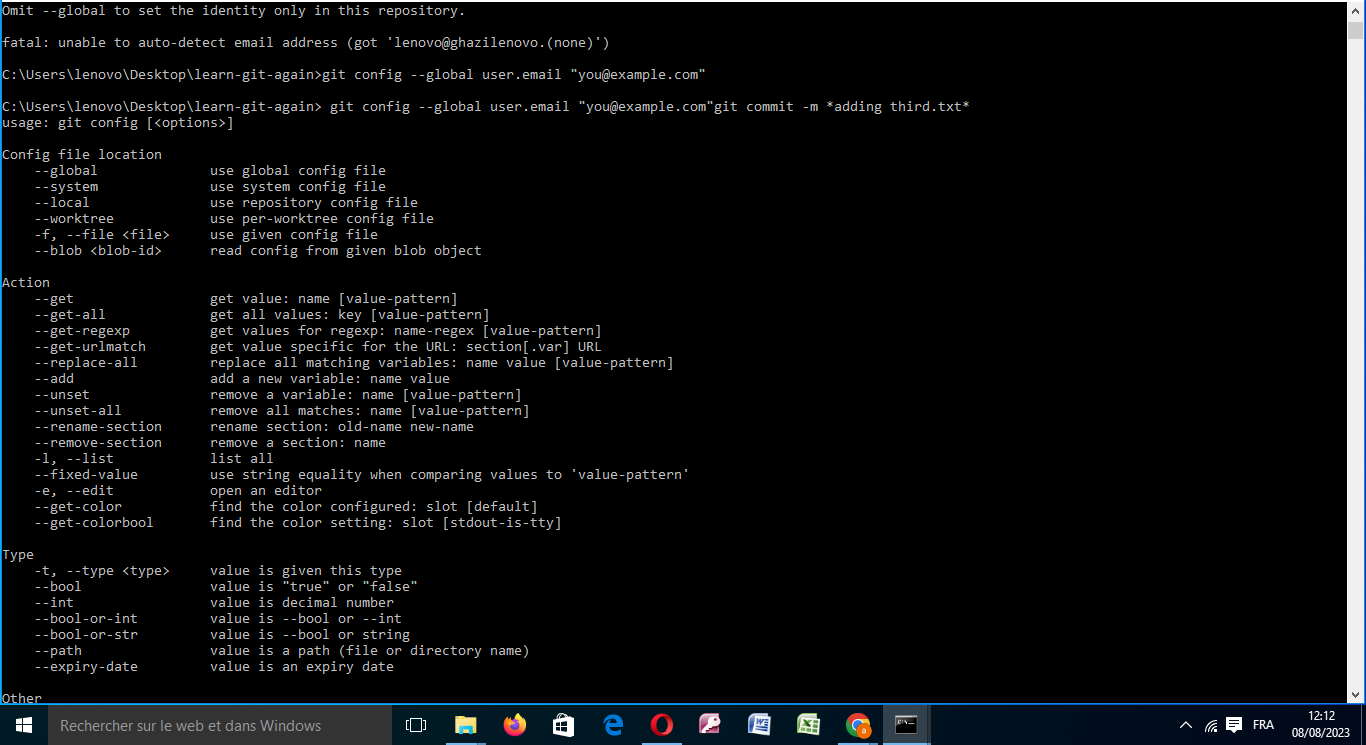 Omit --global to set the identity only in this repository.
fatal: unable to auto-detect email address (got 'lenovo@ghazilenovo.(none)')
C:\Users\lenovo\Desktop\learn-git-again>git config --global user.email "you@example.com"
C:\Users\lenovo\Desktop\learn-git-again> git config --global user.email "you@example.com"git commit -m *adding third.txt*
usage: git config [<options>]
Config file location
--global use global config file
--system use system config file
--local use repository config file
--worktree use per-worktree config file
-f, --file <file> use given config file
--blob <blob-id> read config from given blob object
Action
--get get value: name [value-pattern]
--get-all get all values: key [value-pattern]
--get-regexp get values for regexp: name-regex [value-pattern]
--get-urlmatch get value specific for the URL: section[.var] URL
--replace-all replace all matching variables: name value [value-pattern]
--add add a new variable: name value
--unset remove a variable: name [value-pattern]
--unset-all remove all matches: name [value-pattern]
--rename-section rename section: old-name new-name
--remove-section remove a section: name
-l, --list list all
--fixed-value use string equality when comparing values to 'value-pattern'
-e, --edit open an editor
--get-color find the color configured: slot [default]
--get-colorbool find the color setting: slot [stdout-is-tty]
Type
-t, --type <type> value is given this type
--bool value is "true" or "false"
--int value is decimal number
--bool-or-int value is --bool or --int
--bool-or-str value is --bool or string
--path value is a path (file or directory name)
--expiry-date value is an expiry date
Other
Rechercher sur le web et dans Windows
FRA
12:12
08/08/2023